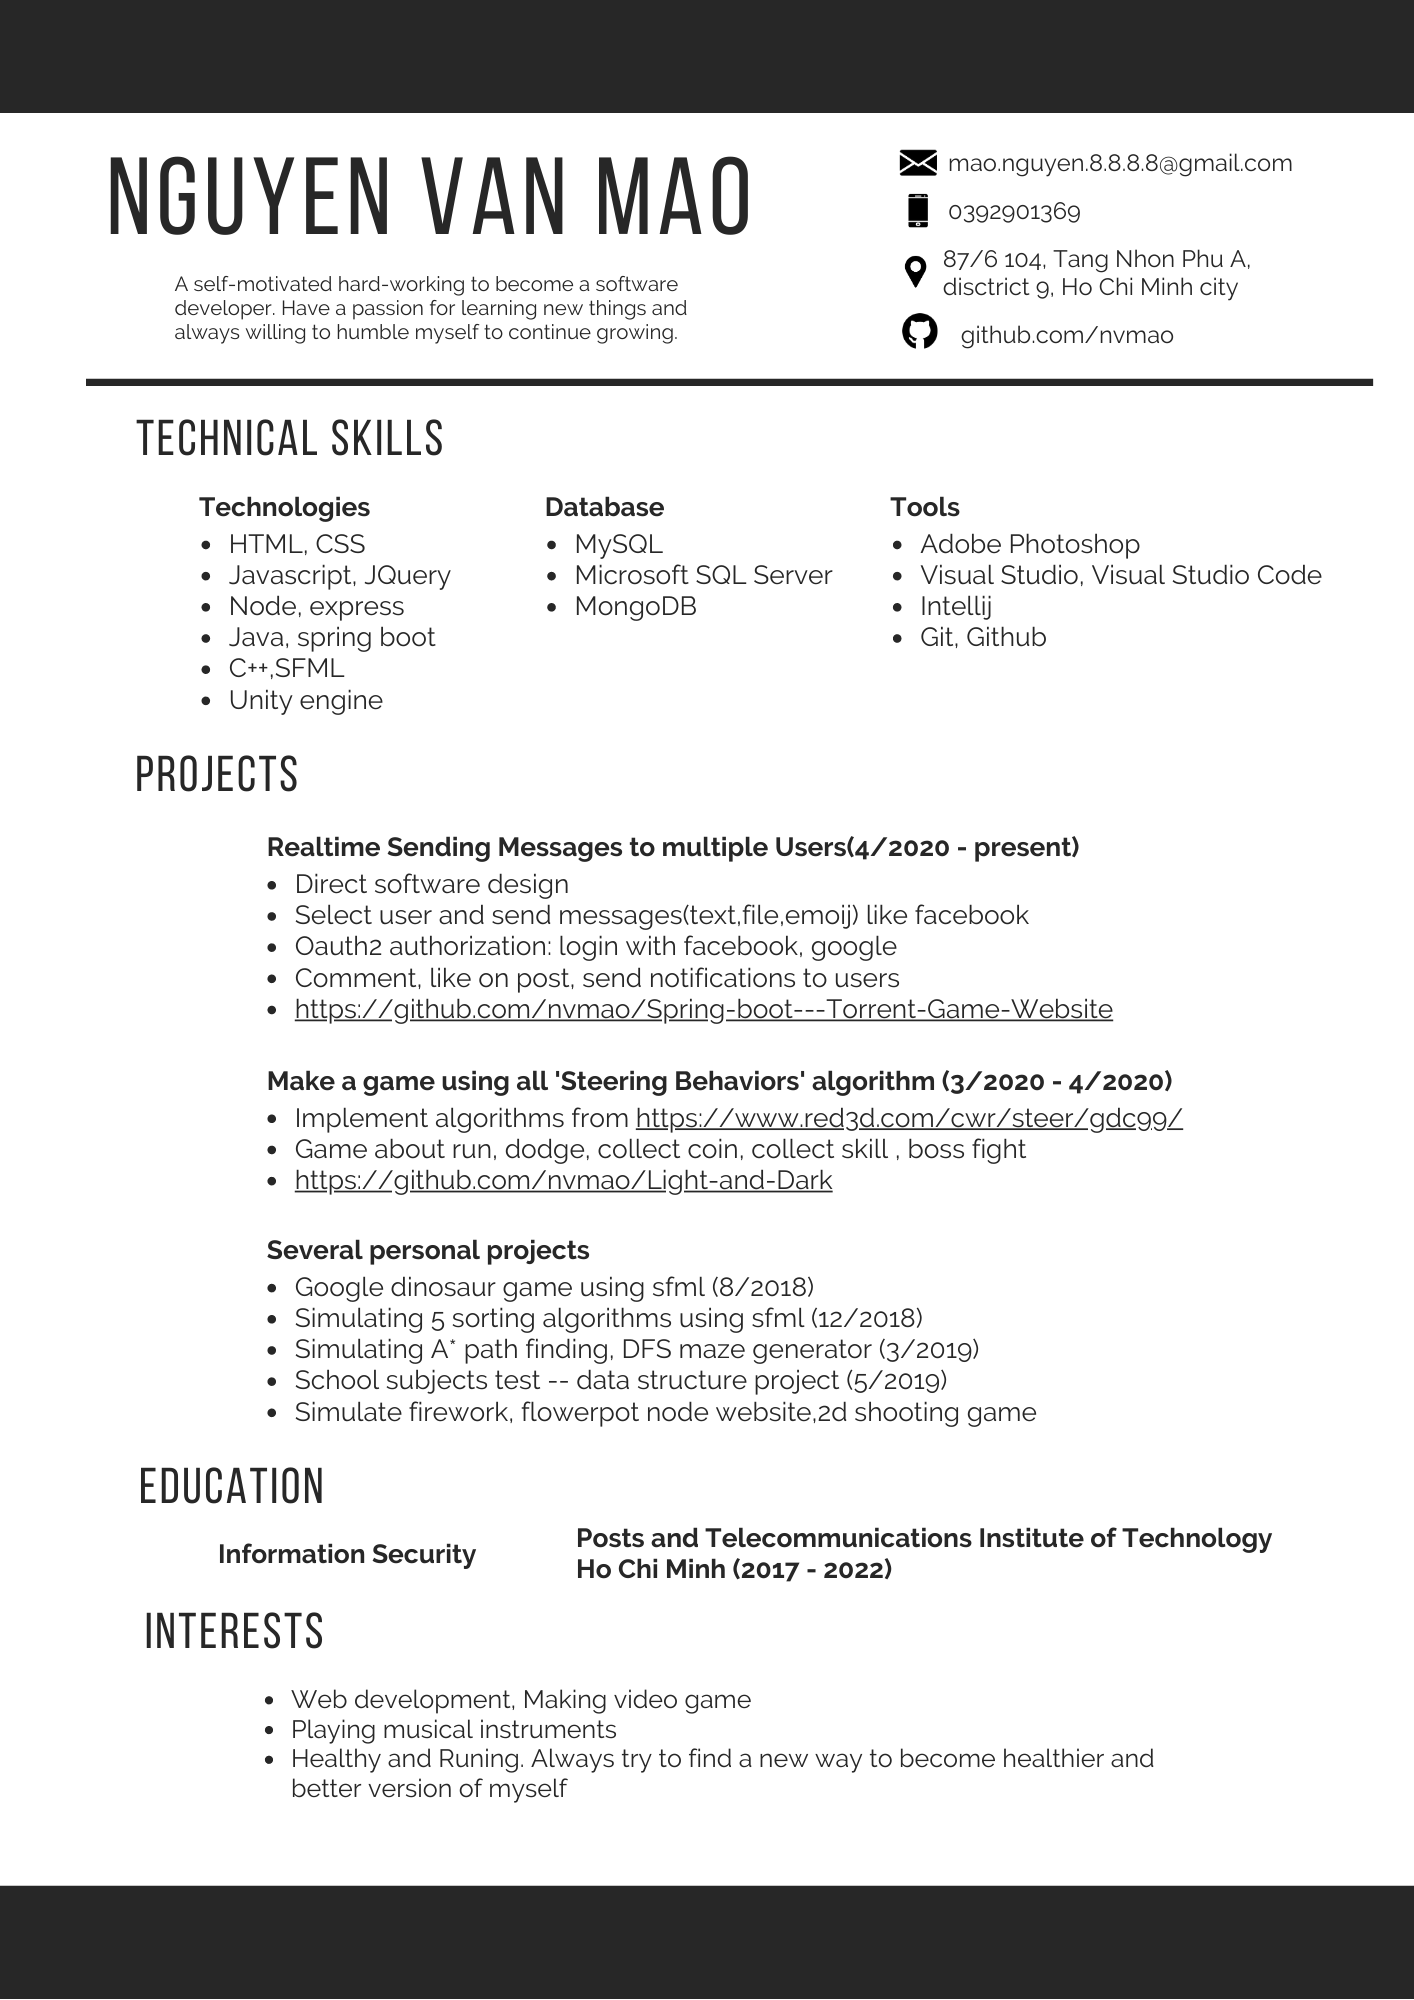 NGUYEN VAN MAO
A self-motivated hard-working to become a software
developer. Have a passion for learning new things and
always willing to humble myself to continue growing.
mao.nguyen.8.8.8.8@gmail.com
0392901369
87/6 104, Tang Nhon Phu A,
disctrict 9, Ho Chi Minh city
github.com/nvmao
TECHNICAL SKILLS
Technologies
• HTML, CSS
• Javascript, JQuery
• Node, express
• Java, spring boot
• C++,SFML
• Unity engine
Database
• MySQL
• Microsoft SQL Server
• MongoDB
Tools
• Adobe Photoshop
• Visual Studio, Visual Studio Code
• Intellij
• Git, Github
PROJECTS
Realtime Sending Messages to multiple Users(4/2020 - present)
• Direct software design
• Select user and send messages(text,file,emoij) like facebook
• Oauth2 authorization: login with facebook, google
• Comment, like on post, send notifications to users
• https://github.com/nvmao/Spring-boot---Torrent-Game-Website
Make a game using all 'Steering Behaviors' algorithm (3/2020 - 4/2020)
• Implement algorithms from https://www.red3d.com/cwr/steer/gdc99/
• Game about run, dodge, collect coin, collect skill , boss fight
• https://github.com/nvmao/Light-and-Dark
Several personal projects
• Google dinosaur game using sfml (8/2018)
• Simulating 5 sorting algorithms using sfml (12/2018)
• Simulating A* path finding, DFS maze generator (3/2019)
• School subjects test -- data structure project (5/2019)
• Simulate firework, flowerpot node website,2d shooting game
EDUCATION
Information Security
Posts and Telecommunications Institute of Technology
Ho Chi Minh (2017 - 2022)
INTERESTS
• Web development, Making video game
• Playing musical instruments
• Healthy and Runing. Always try to find a new way to become healthier and
better version of myself